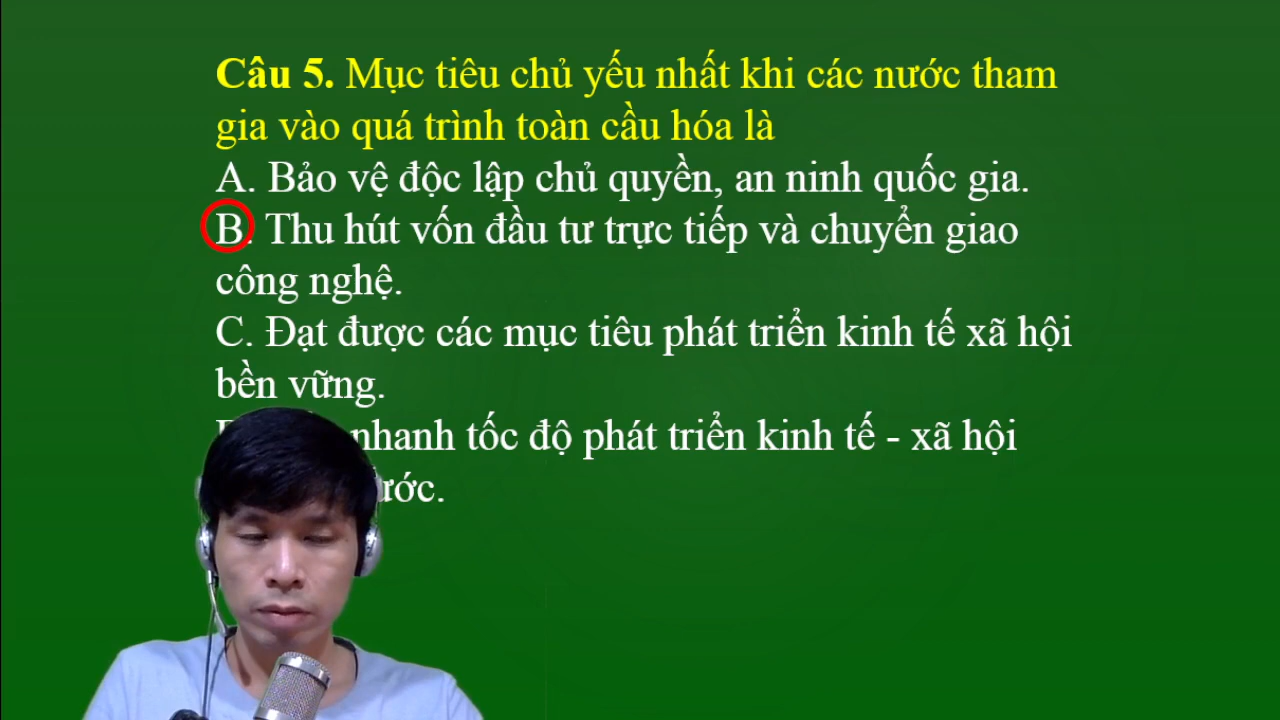 Câu 5. Mục tiêu chủ yếu nhất khi các nước tham
gia vào quá trình toàn cầu hóa là
A. Bảo vệ độc lập chủ quyền, an ninh quốc gia.
B. Thu hút vốn đầu tư trực tiếp và chuyển giao
công nghệ.
C. Đạt được các mục tiêu phát triển kinh tế xã hội
bền vững.
nhanh tốc độ phát triển kinh tế - xã hội